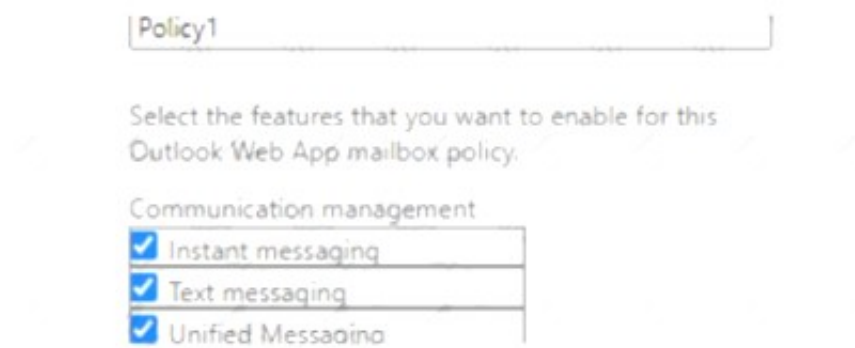 Policy1
Select the features that you want to enable for this
Outlook Web App mailbox policy.
Communication management
Instant messaging
Text messaging
Unified Messaging